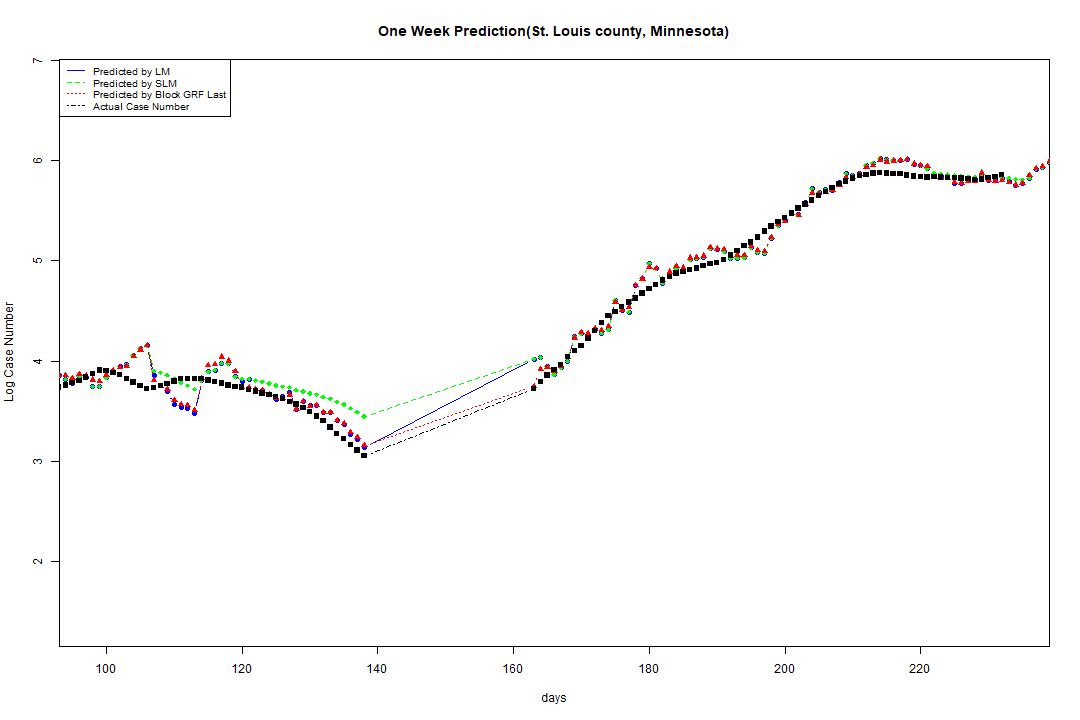 One Week Prediction(St. Louis county, Minnesota)
Predicted by LM
Predicted by SLM
Predicted by Block GRF Last
Actual Case Number
7
6
5
4
3
2
Log Case Number
100 120 140 160 180 200 220
days